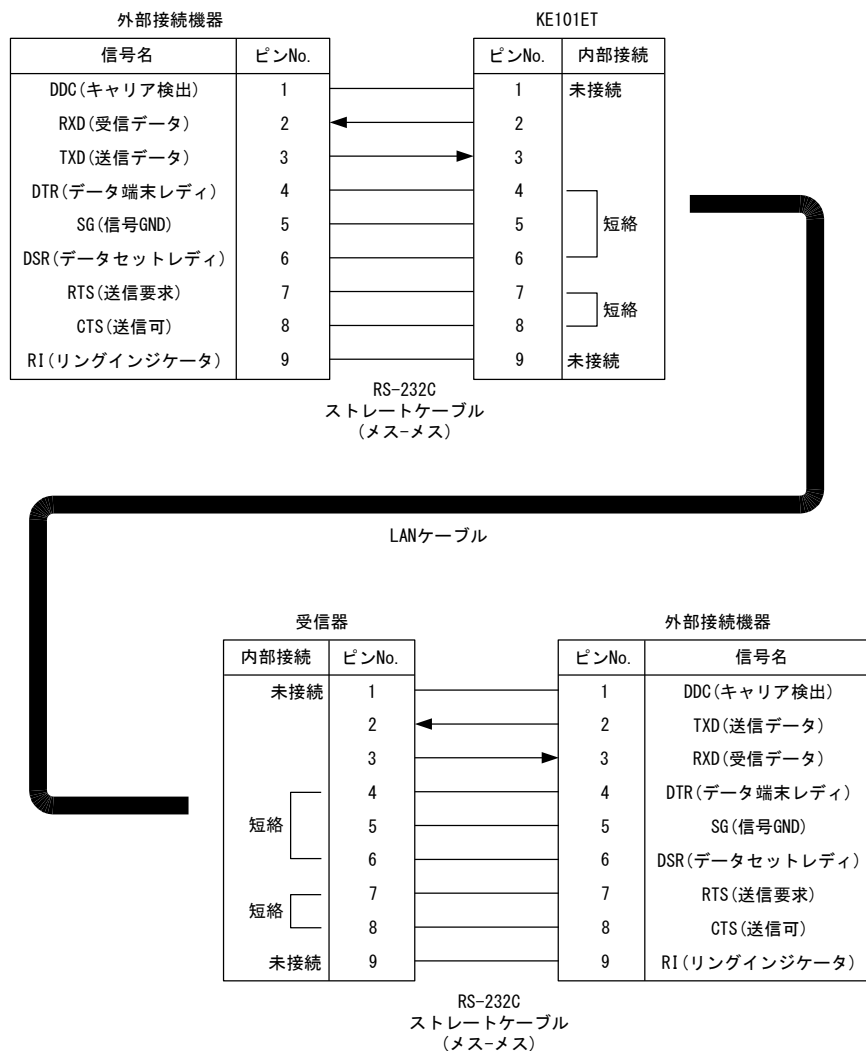 外部接続機器
KE101ET
信号名 ピンNo. ピンNo. 内部接続
DDC(キャリア検出) 1 1 未接続
RXD(受信データ) 2 2
TXD(送信データ) 3 3
DTR(データ端末レディ) 4 4
SG(信号GND) 5 5 短絡
DSR(データセットレディ) 6 6
RTS(送信要求) 7 7
短絡
CTS(送信可) 8 8
RI(リングインジケータ) 9 9 未接続
RS-232C
ストレートケーブル
(メス-メス)
LANケーブル
受信器
外部接続機器
内部接続 ピンNo. ピンNo. 信号名
未接続 1 1 DDC(キャリア検出)
2 2 TXD(送信データ)
3 3 RXD(受信データ)
4 4 DTR(データ端末レディ)
短絡 5 5 SG(信号GND)
6 6 DSR(データセットレディ)
7 7 RTS(送信要求)
短絡
8 8 CTS(送信可)
未接続 9 9 RI(リングインジケータ)
RS-232C
ストレートケーブル
(メス-メス)